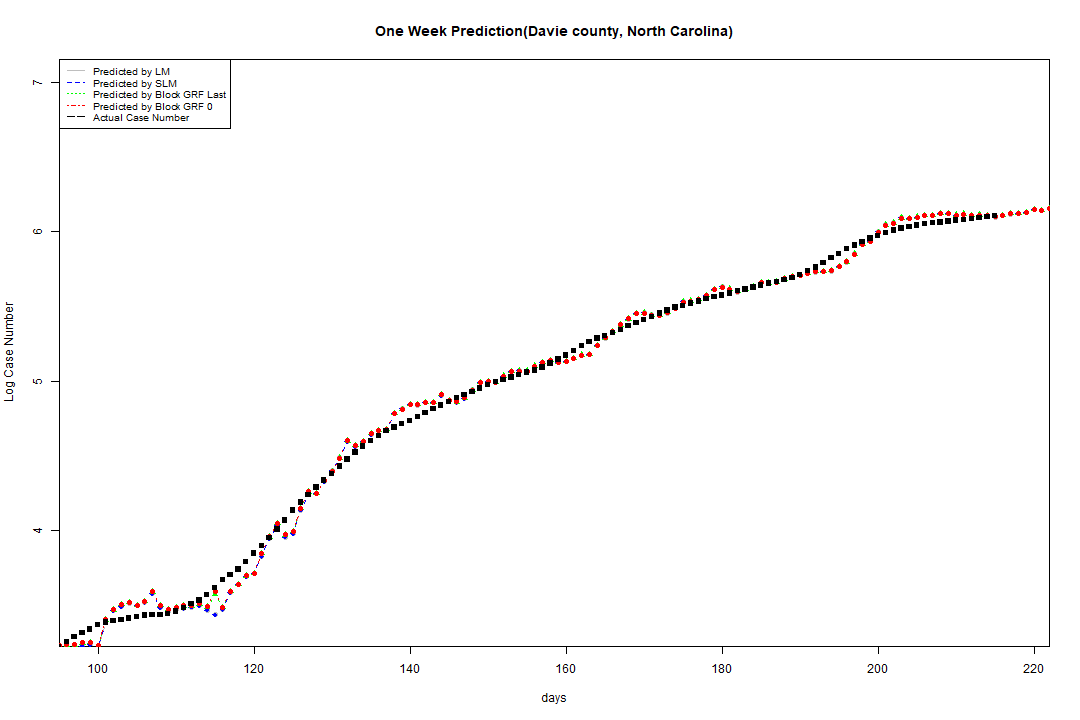 One Week Prediction(Davie county, North Carolina)
Predicted by LM
Predicted by SLM
Predicted by Block GRF Last
Predicted by Block GRF 0
Actual Case Number
7
6
5
4
Log Case Number
100 120 140 160 180 200 220
days